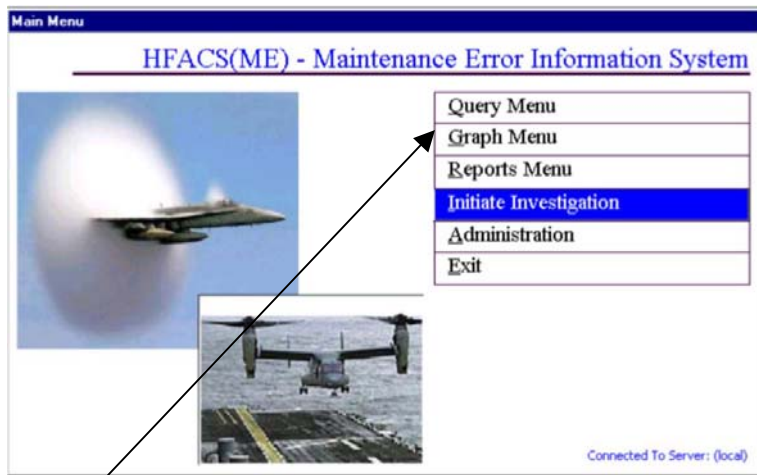 Main Menu
HFACS(ME) - Maintenance Error Information System
Query Menu
Graph Menu
Reports Menu
Initiate Investigation
Administration
Exit
Connected To Server: (local)